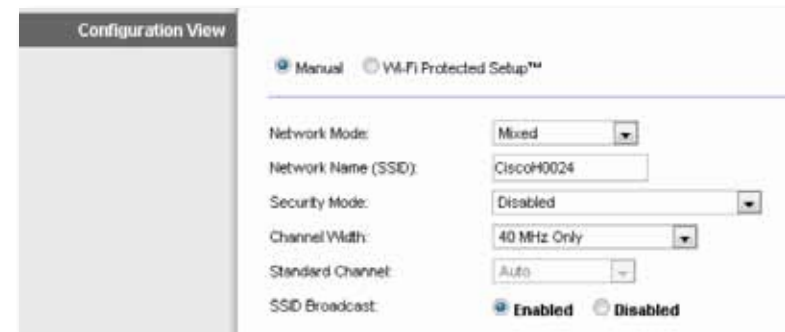 Configuration View
Manual Wi-Fi Protected Setup™
Network Mode: Mixed
Network Name (SSID): CiscoH0024
Security Mode: Disabled
Channel Width: 40 MHz Only
Standard Channel: Auto
SSID Broadcast: Enabled Disabled